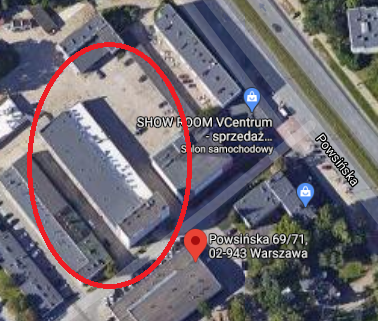 SHOW ROOM VCentrum
- sprzedaż...
Salon samochodowy
Powsińska
Powsińska 69/71,
02-943 Warszawa